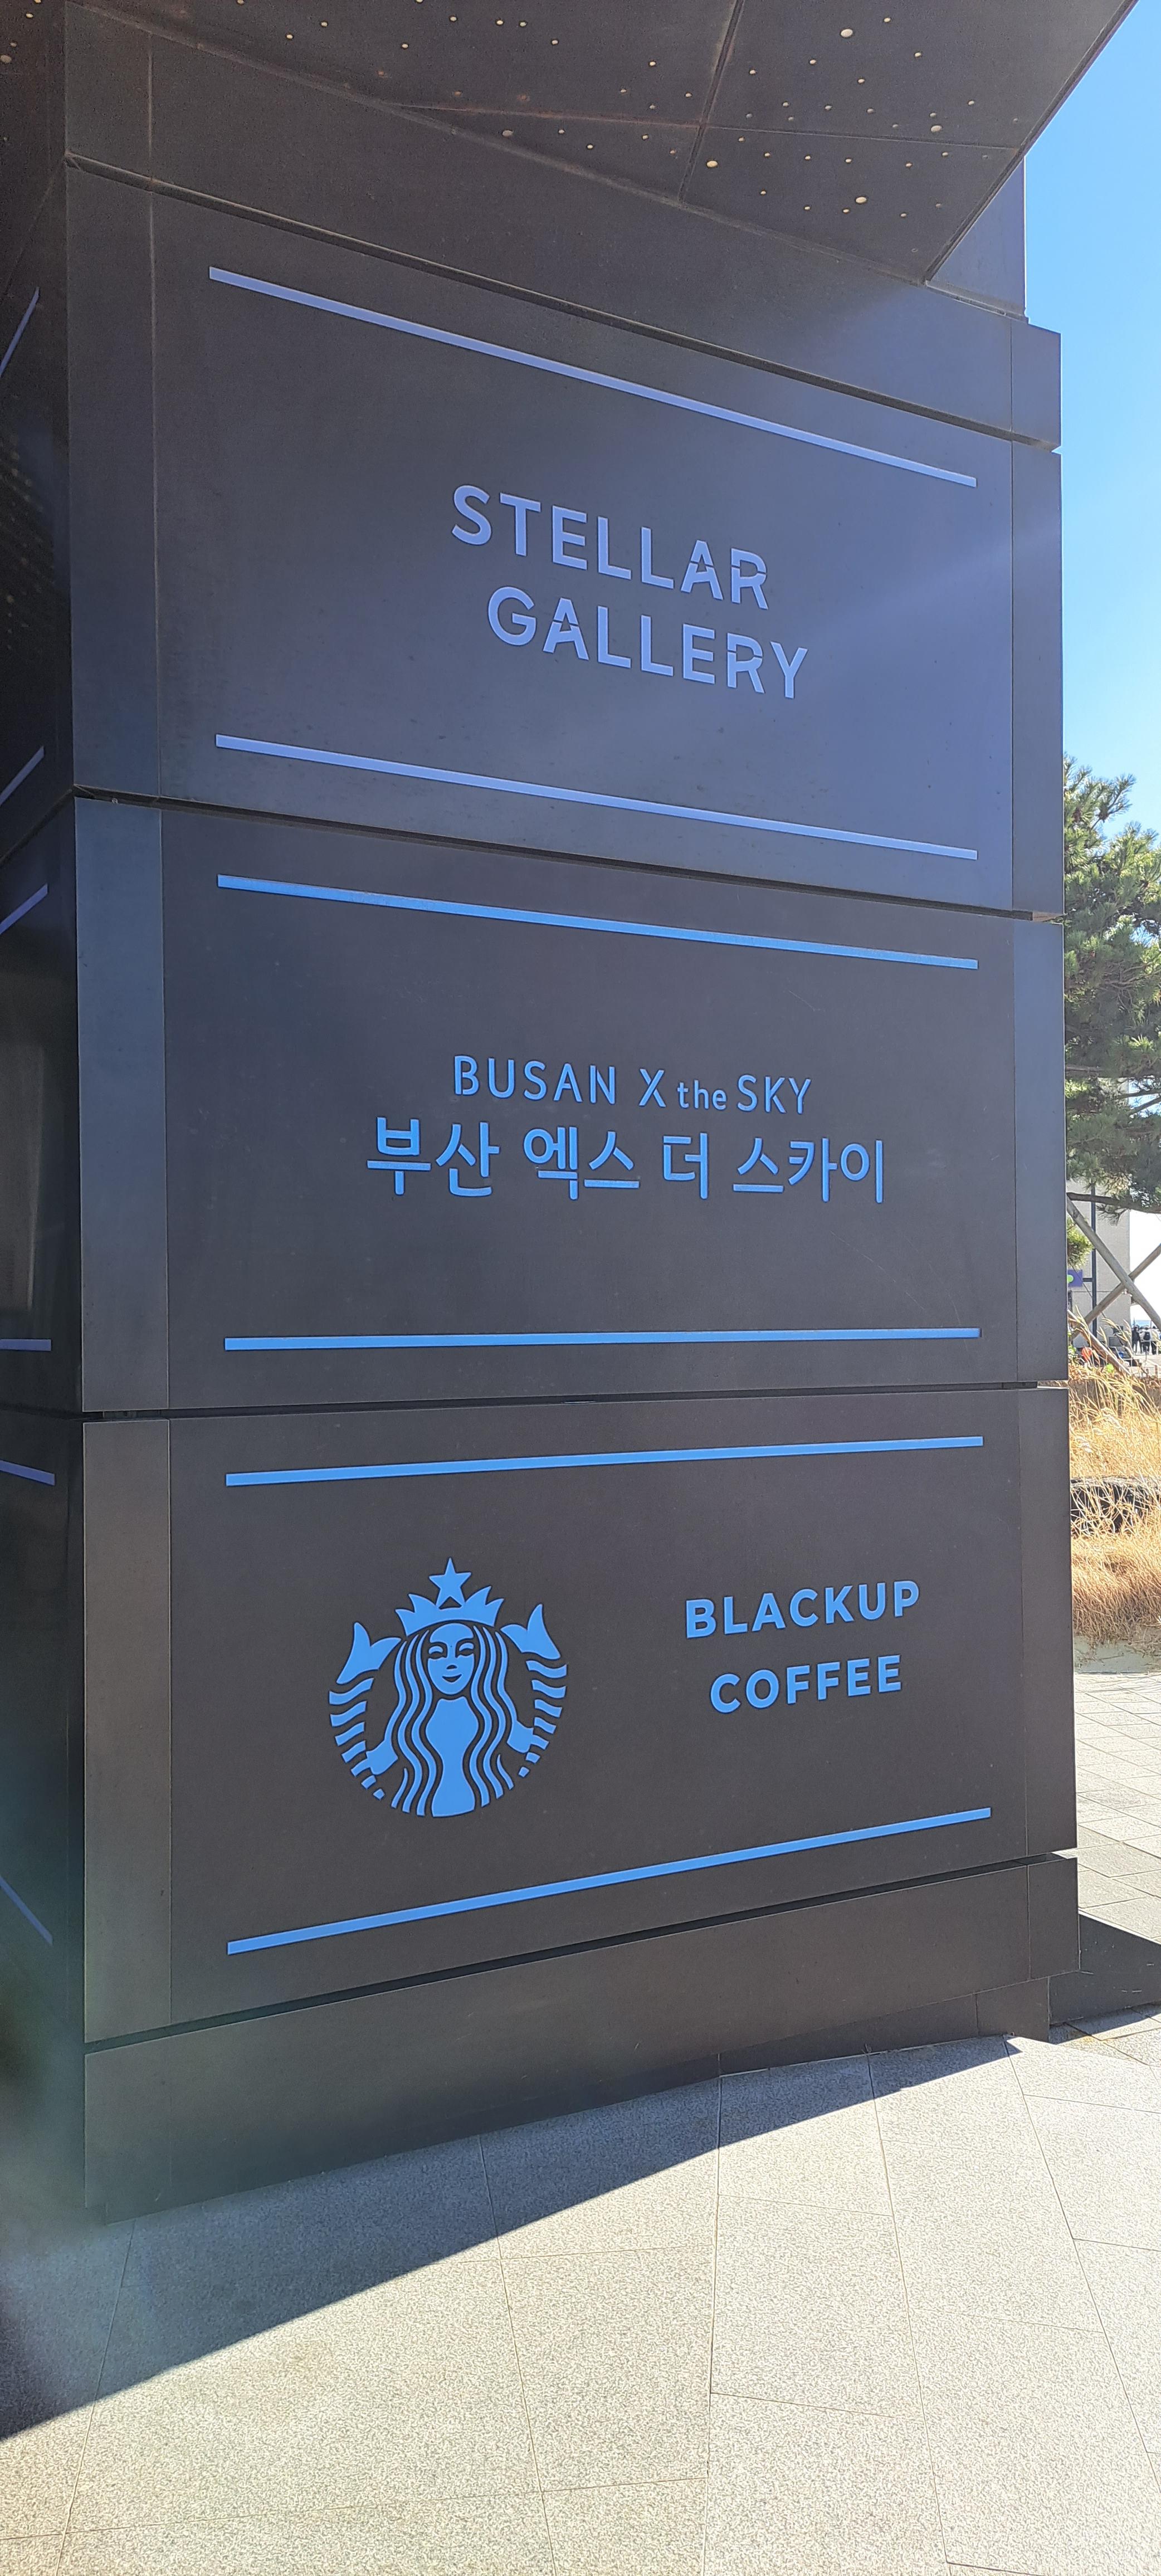 STELLAR
GALLERY
BUSAN X the SKY
부산 엑스 더 스카이
BLACKUP
COFFEE